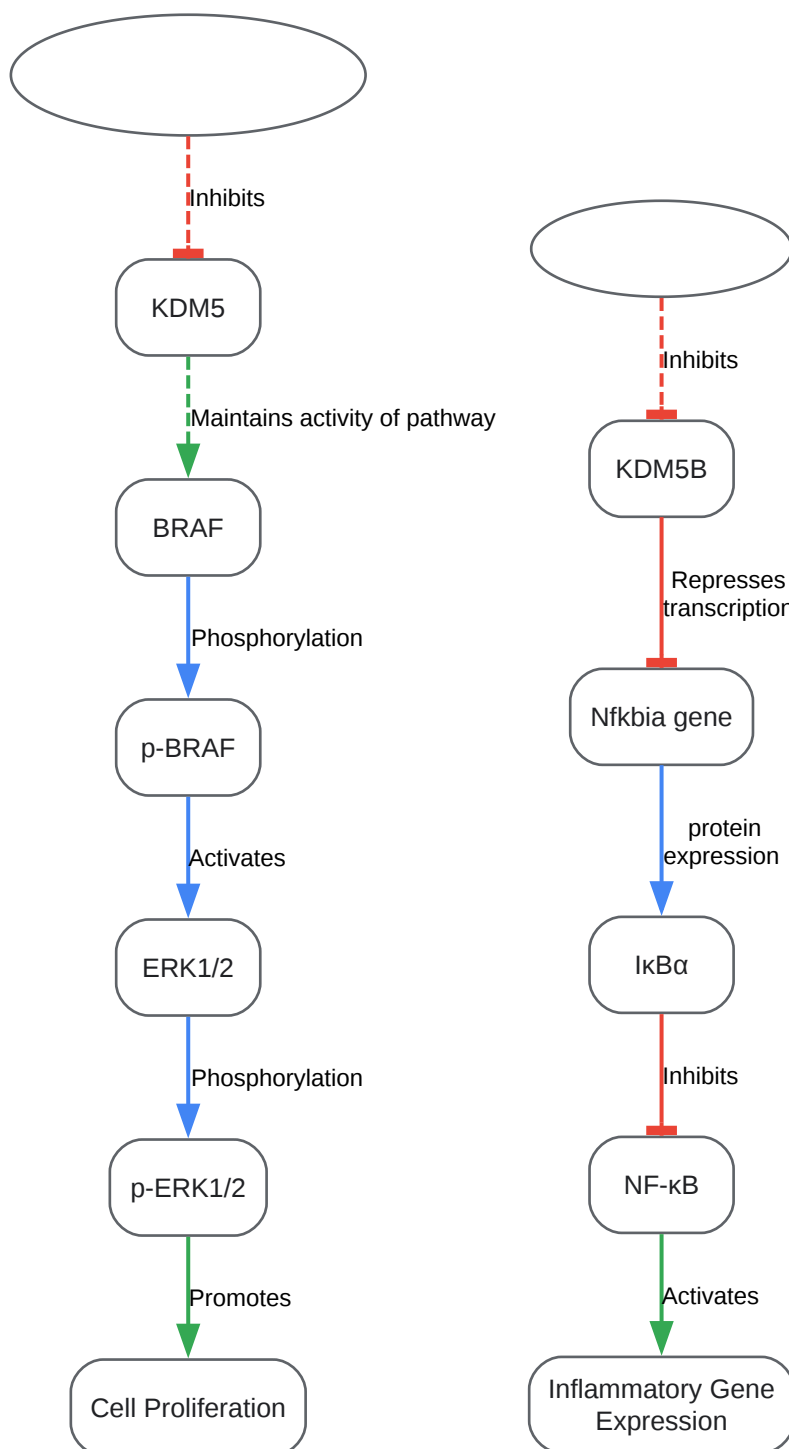 Inhibits
KDM5
Maintains activity of pathway
BRAF
Phosphorylation
p-BRAF
Activates
ERK1/2
Phosphorylation
p-ERK1/2
Promotes
Cell Proliferation
Inhibits
KDM5B
Represses
transcription
Nfkbia gene
protein
expression
IκBα
Inhibits
NF-κB
Activates
Inflammatory Gene
Expression